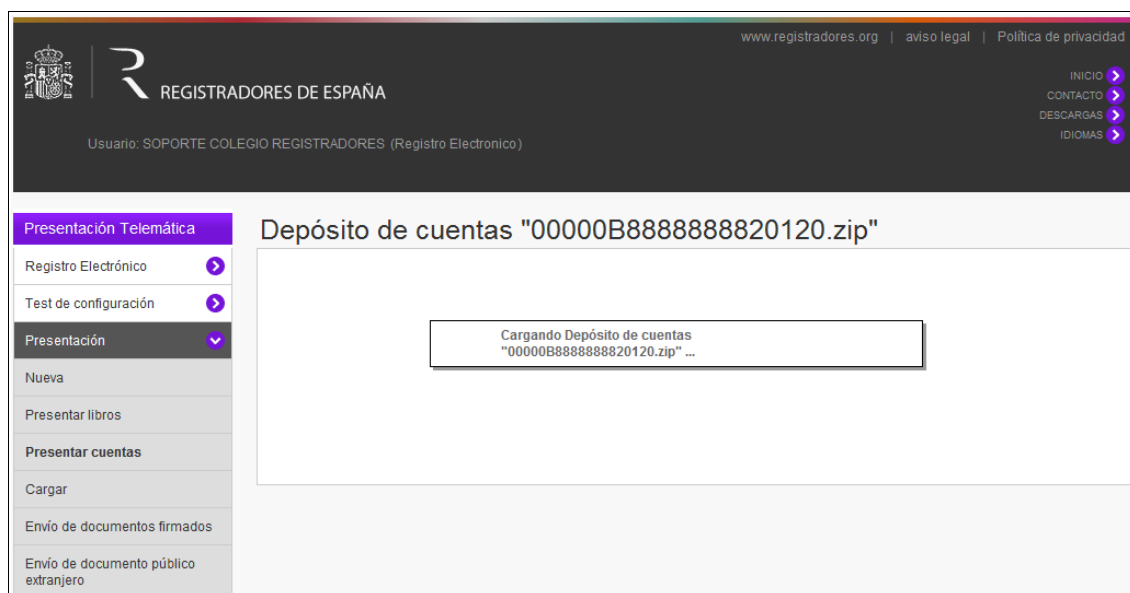 www.registradores.org | aviso legal | Política de privacidad
REGISTRADORES DE ESPAÑA
INICIO
CONTACTO
DESCARGAS
IDIOMAS
Usuario: SOPORTE COLEGIO REGISTRADORES (Registro Electronico)
Presentación Telemática
Registro Electrónico
Test de configuración
Presentación
Nueva
Presentar libros
Presentar cuentas
Cargar
Envío de documentos firmados
Envío de documento público
extranjero
Depósito de cuentas "00000B8888888820120.zip"
Cargando Depósito de cuentas
"00000B8888888820120.zip" ...